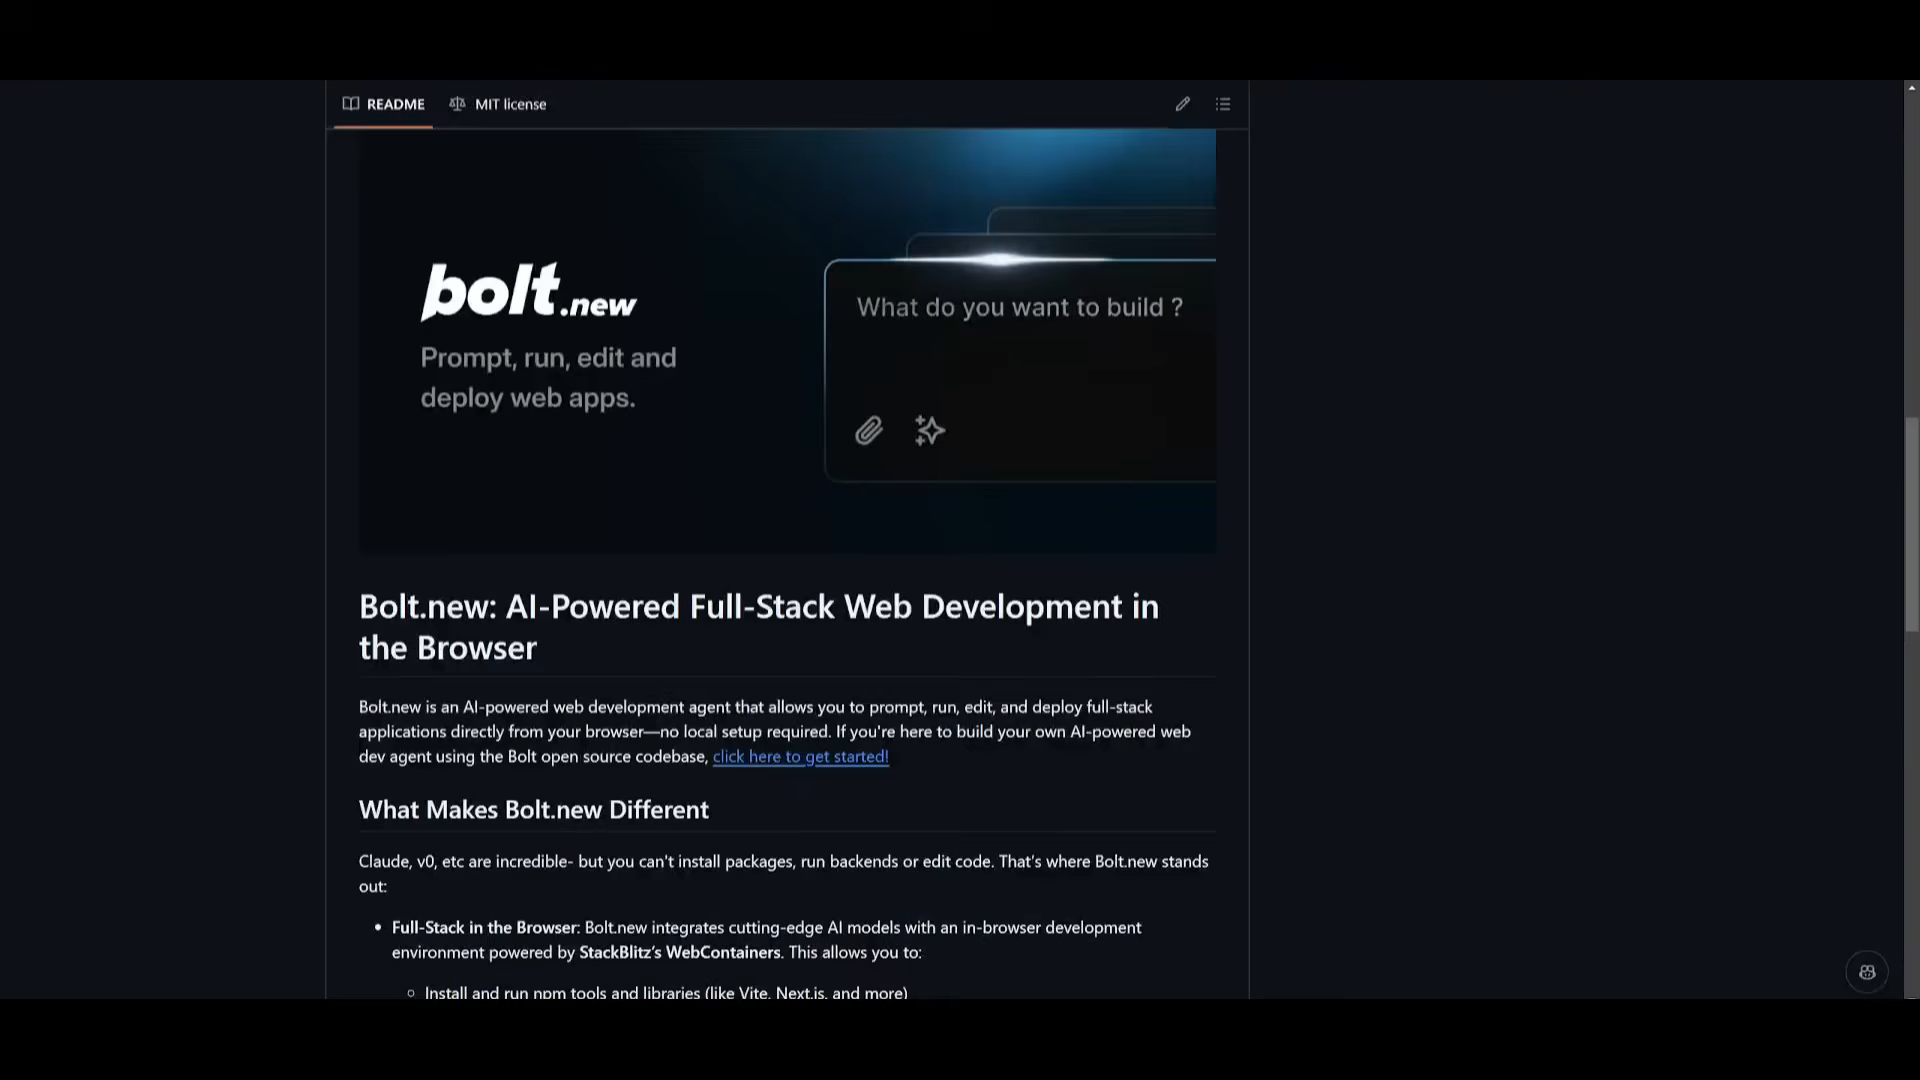 README MIT license
bolt.new
Prompt, run, edit and
deploy web apps.
What do you want to build ?
Bolt.new: AI-Powered Full-Stack Web Development in
the Browser
Bolt.new is an AI-powered web development agent that allows you to prompt, run, edit, and deploy full-stack
applications directly from your browser—no local setup required. If you're here to build your own AI-powered web
dev agent using the Bolt open source codebase, click here to get started!
What Makes Bolt.new Different
Claude, v0, etc are incredible- but you can't install packages, run backends or edit code. That's where Bolt.new stands
out:
• Full-Stack in the Browser: Bolt.new integrates cutting-edge AI models with an in-browser development
environment powered by StackBlitz's WebContainers. This allows you to:
○ Install and run npm tools and libraries (like Vite, Next.js, and more)